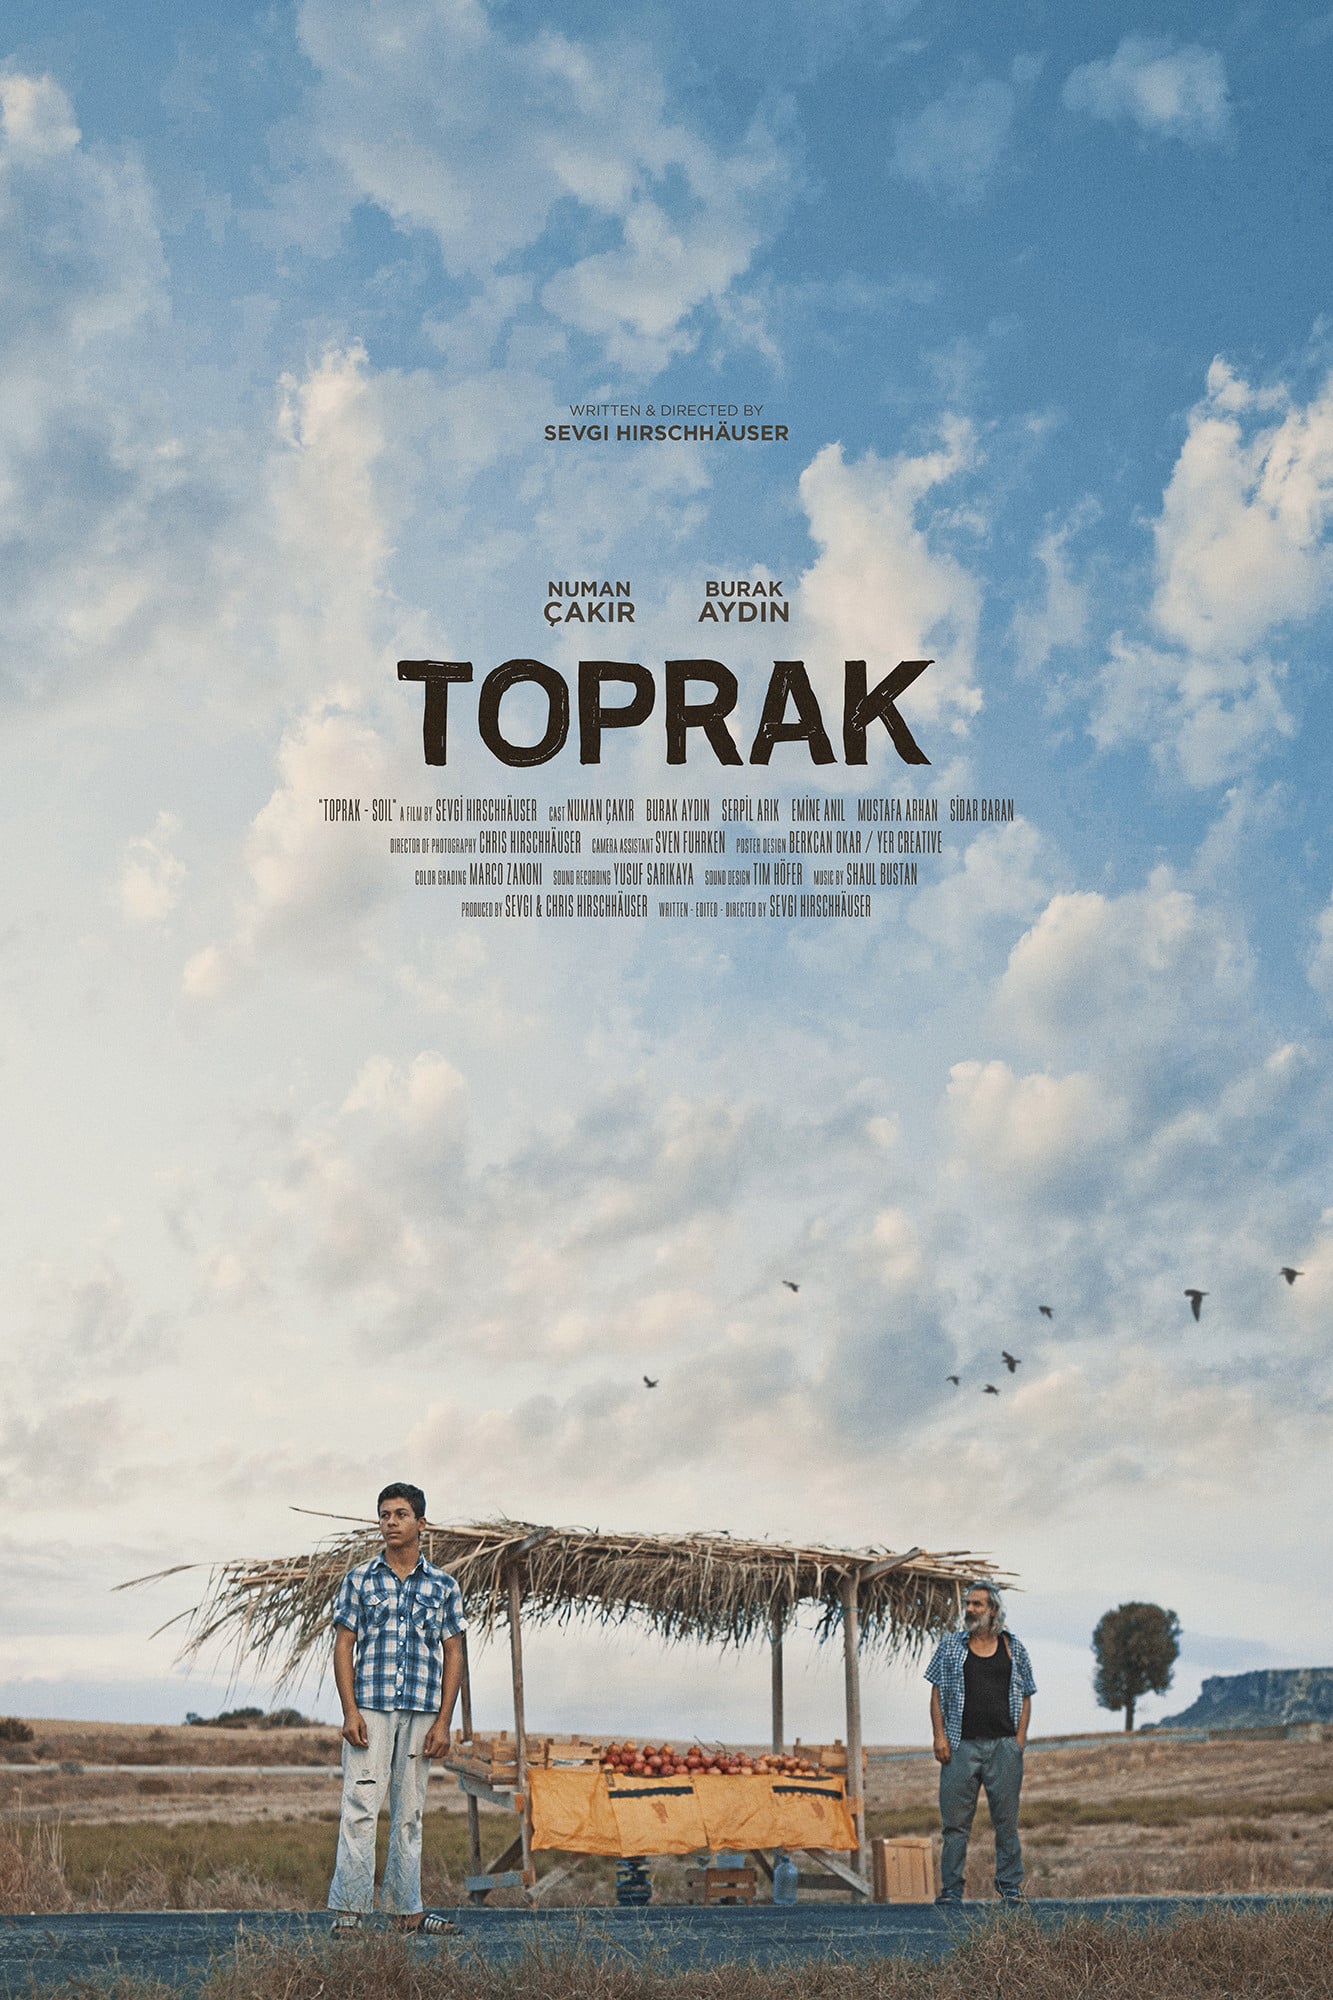 WRITTEN & DIRECTED BY
SEVGI HIRSCHHÄUSER
NUMAN BURAK
ÇAKIR AYDIN
TOPRAK
"TOPRAK - SOIL" A FILM BY SEVGİ HIRSCHHÄUSER CAST NUMAN ÇAKIR BURAK AYDIN SERPİL ARIK EMİNE ANIL MUSTAFA ARHAN SİDAR BARAN
DIRECTOR OF PHOTOGRAPHY CHRIS HIRSCHHÄUSER CAMERA ASSISTANT SVEN FUHRKEN POSTER DESIGN BERKCAN OKAR / YER CREATIVE
COLOR GRADING MARCO ZANONI SOUND RECORDING YUSUF SARIKAYA SOUND DESIGN TIM HÖFER MUSIC BY SHAUL BUSTAN
PRODUCED BY SEVGI & CHRIS HIRSCHHÄUSER WRITTEN - EDITED - DIRECTED BY SEVGI HIRSCHHÄUSER